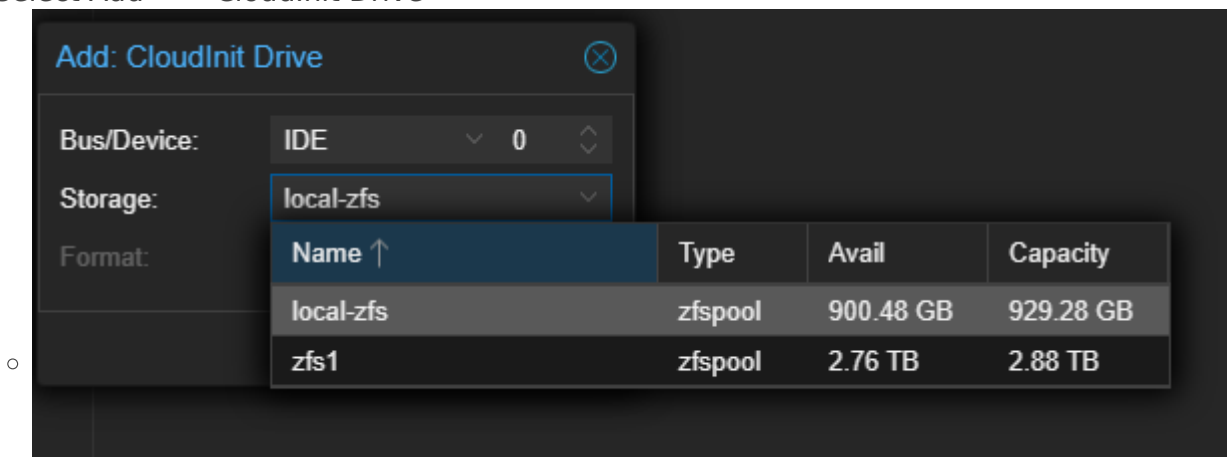 Add: CloudInit Drive
Bus/Device: IDE 0
Storage: local-zfs
Format: Name ↑ Type Avail Capacity
local-zfs zfspool 900.48 GB 929.28 GB
zfs1 zfspool 2.76 TB 2.88 TB